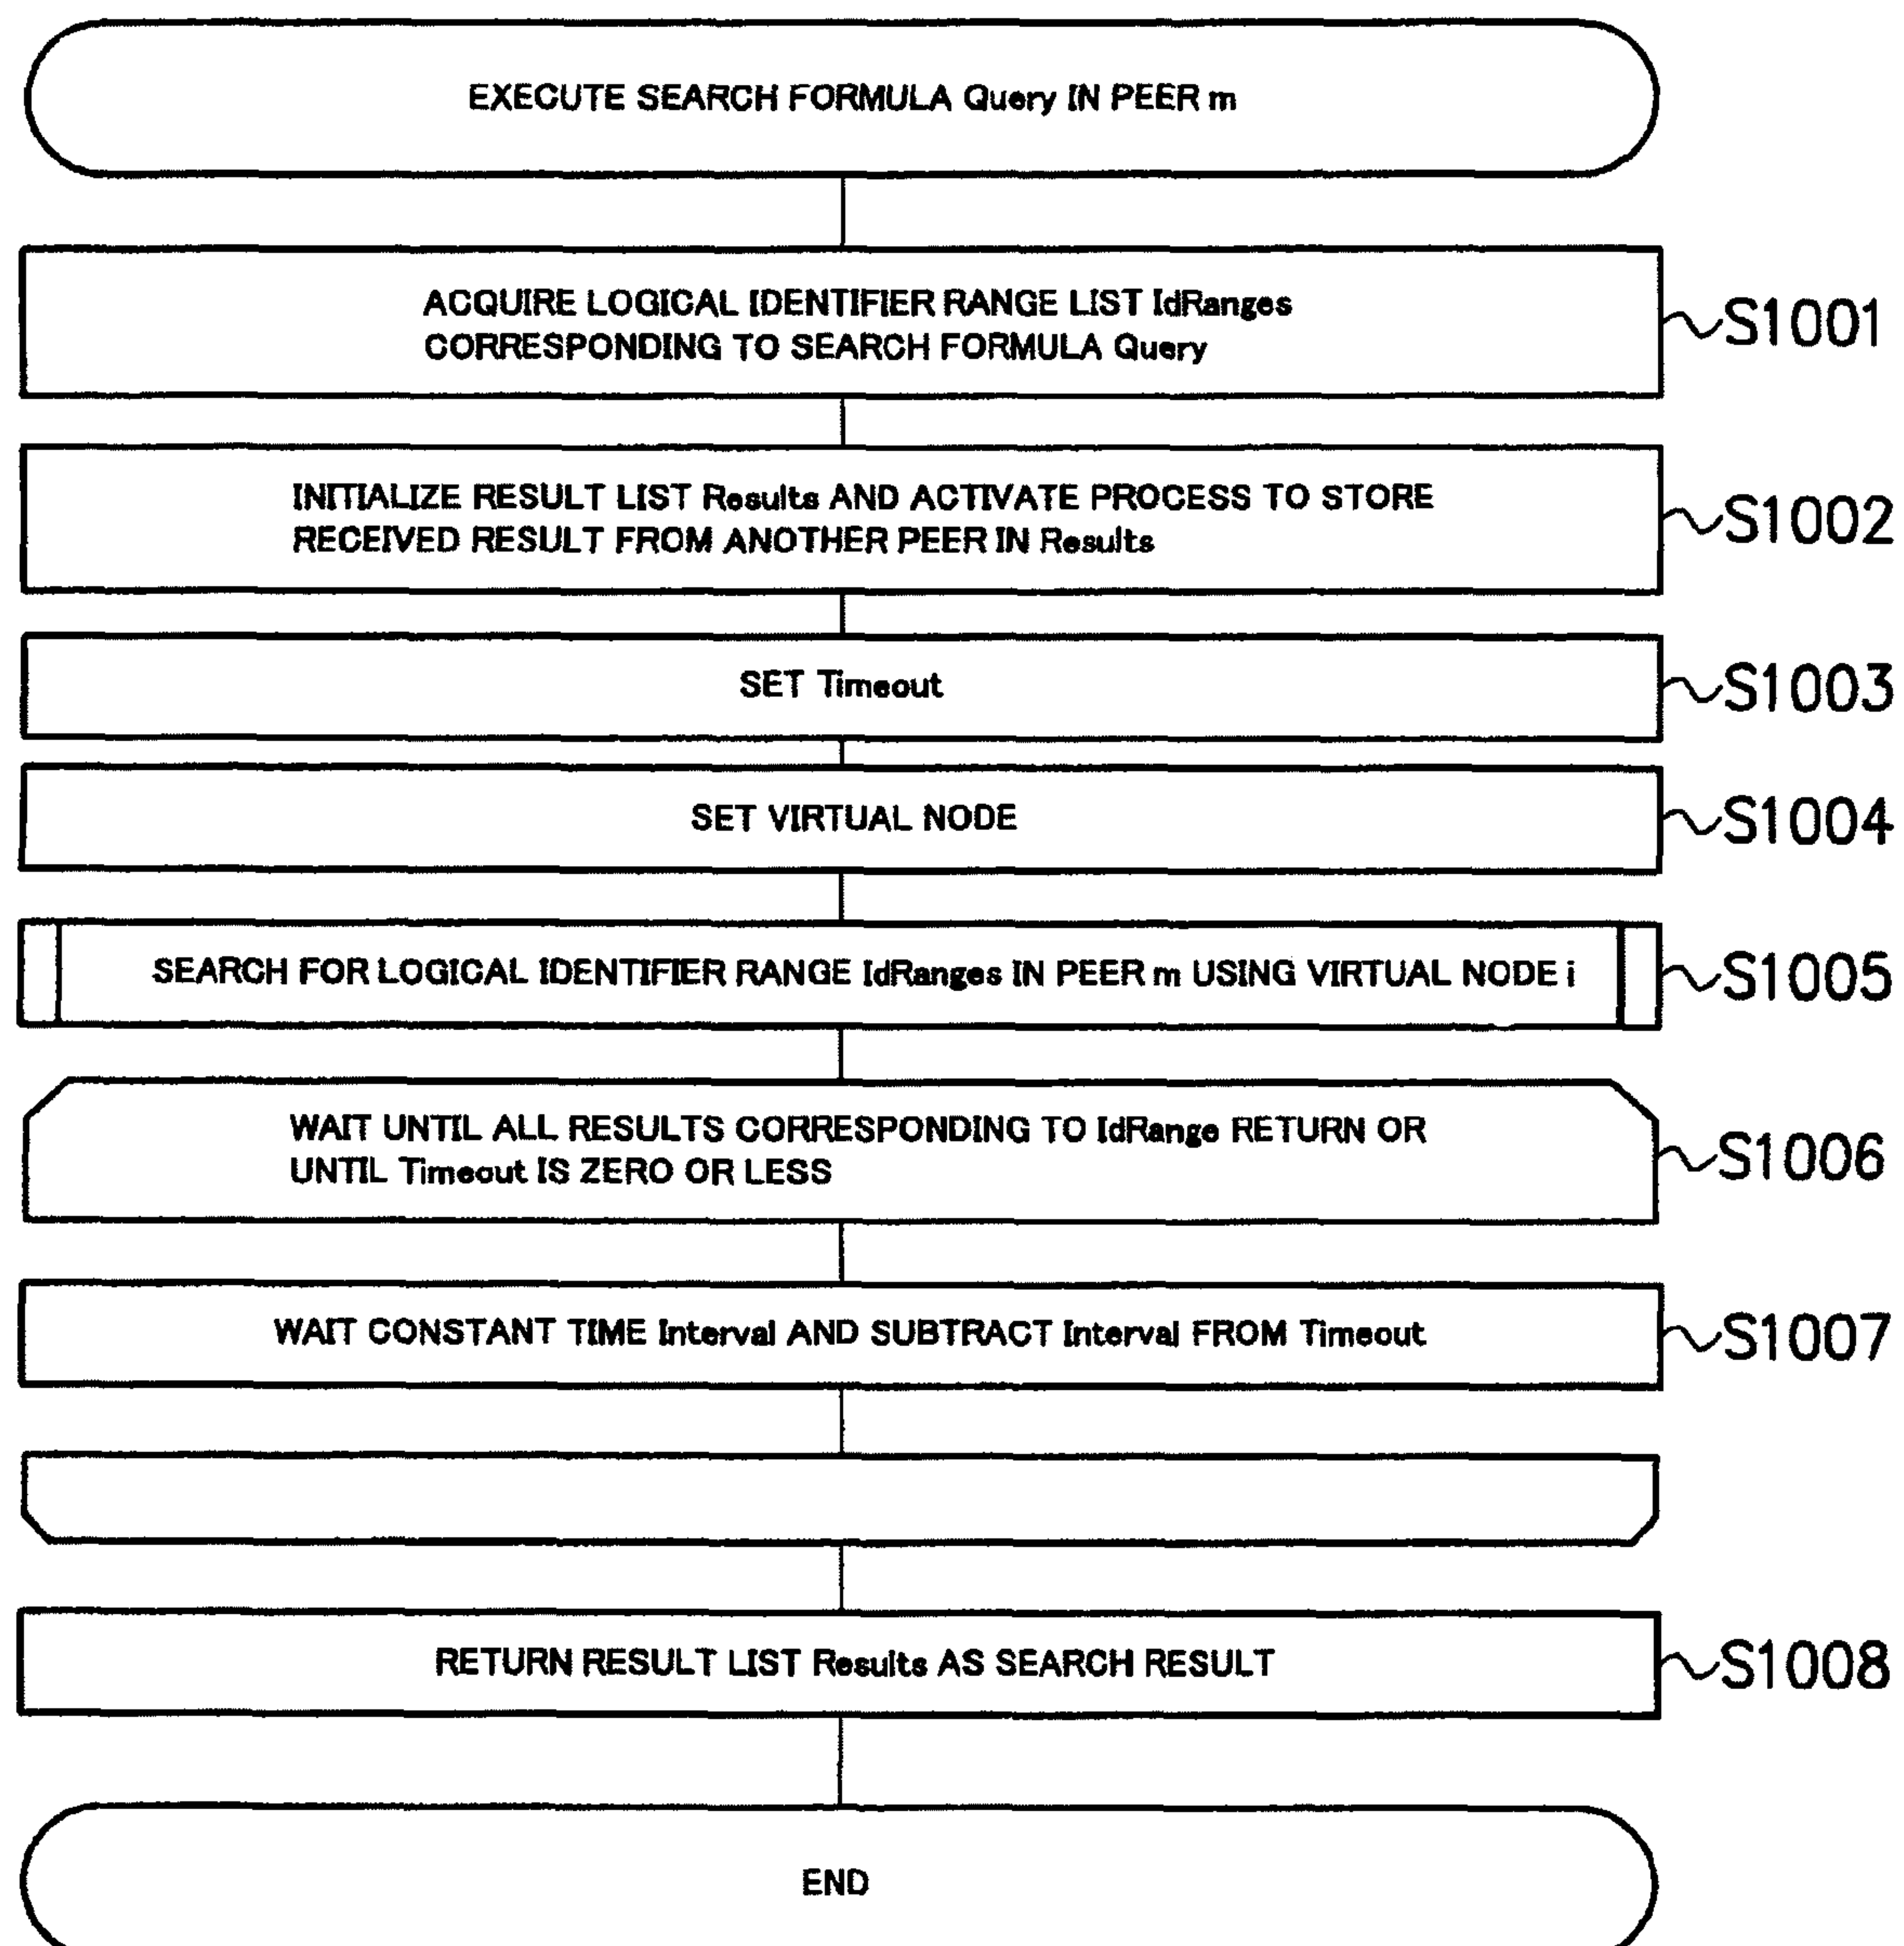 EXECUTE SEARCH FORMULA Query IN PEER m
ACQUIRE LOGICAL IDENTIFIER RANGE LIST IdRanges
CORRESPONDING TO SEARCH FORMULA Query
S1001
INITIALIZE RESULT LIST Results AND ACTIVATE PROCESS TO STORE
RECEIVED RESULT FROM ANOTHER PEER IN Results
S1002
SET Timeout
S1003
SET VIRTUAL NODE
S1004
SEARCH FOR LOGICAL IDENTIFIER RANGE IdRanges IN PEER m USING VIRTUAL NODE i
S1005
WAIT UNTIL ALL RESULTS CORRESPONDING TO IdRange RETURN OR
UNTIL Timeout IS ZERO OR LESS
S1006
WAIT CONSTANT TIME Interval AND SUBTRACT Interval FROM Timeout
S1007
RETURN RESULT LIST Results AS SEARCH RESULT
S1008
END